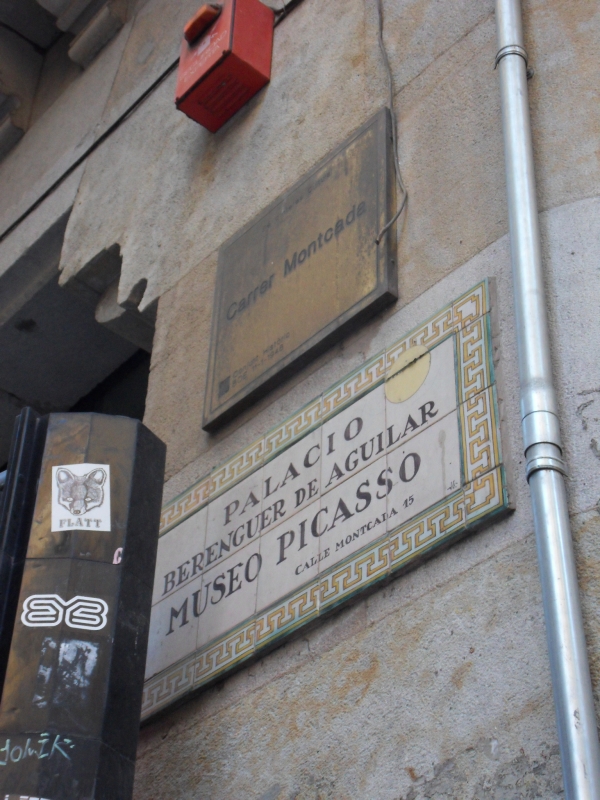 Carrer Montcada
PALACIO
BERENGUER DE AGUILAR
MUSEO PICASSO
CALLE MONTCADA 15
FLATT